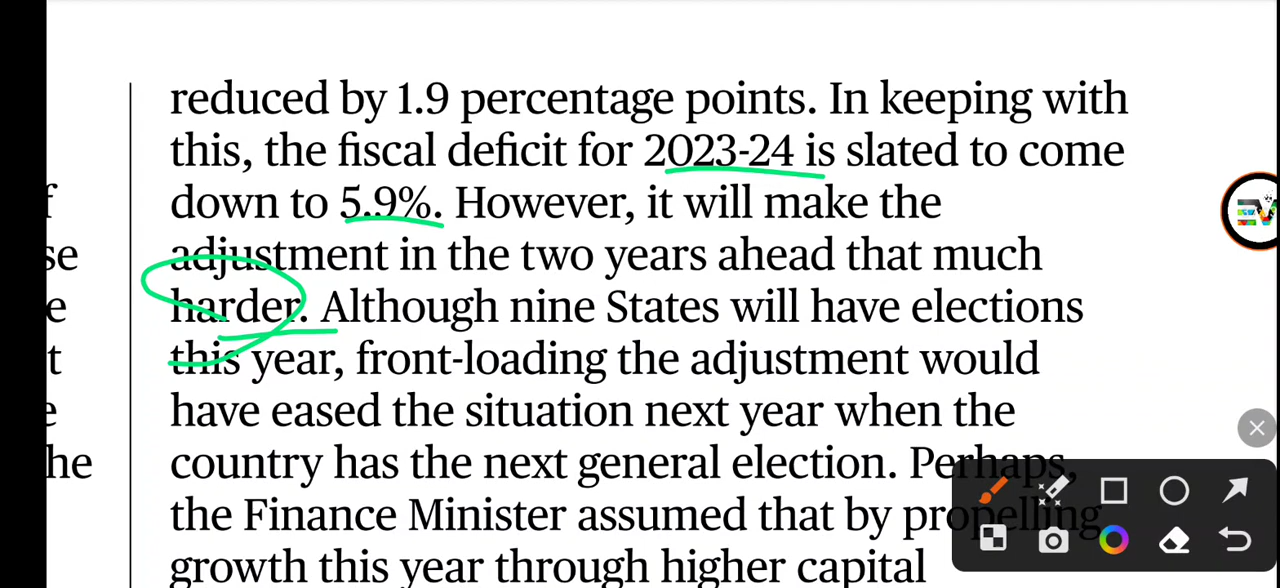 reduced by 1.9 percentage points. In keeping with
this, the fiscal deficit for 2023-24 is slated to come
f down to 5.9%. However, it will make the
se adjustment in the two years ahead that much
e harder. Although nine States will have elections
t this year, front-loading the adjustment would
e have eased the situation next year when the
he country has the next general election. Perhaps,
the Finance Minister assumed that by propelling
growth this year through higher capital
EV